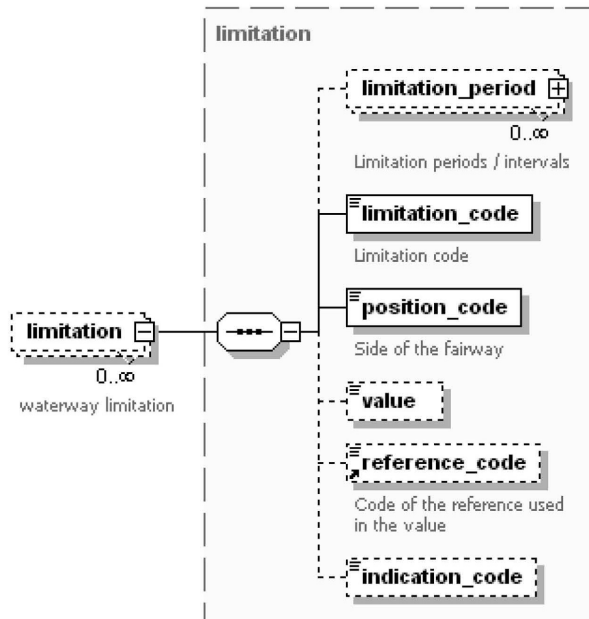 limitation
limitation_period
0..∞
Limitation periods / intervals
limitation_code
Limitation code
position_code
Side of the fairway
limitation
0..∞
waterway limitation
value
reference_code
Code of the reference used
in the value
indication_code